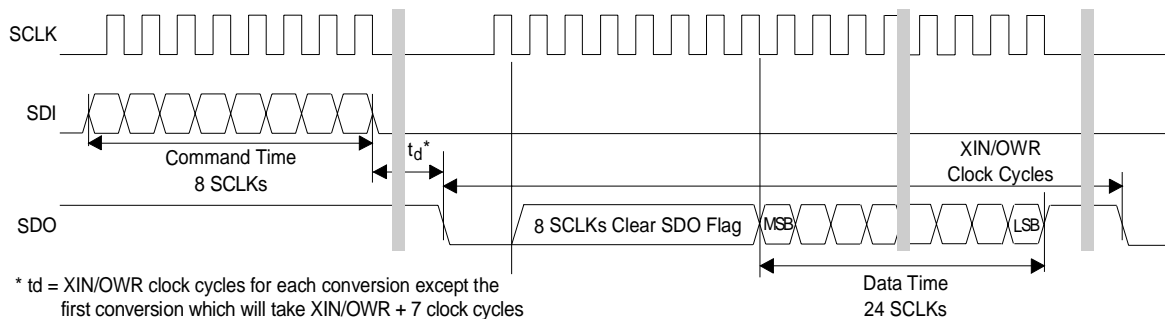 SCLK
SDI
Command Time
8 SCLKs
td*
XIN/OWR
Clock Cycles
SDO
8 SCLKs Clear SDO Flag
MSB
LSB
Data Time
24 SCLKs
* td = XIN/OWR clock cycles for each conversion except the
first conversion which will take XIN/OWR + 7 clock cycles